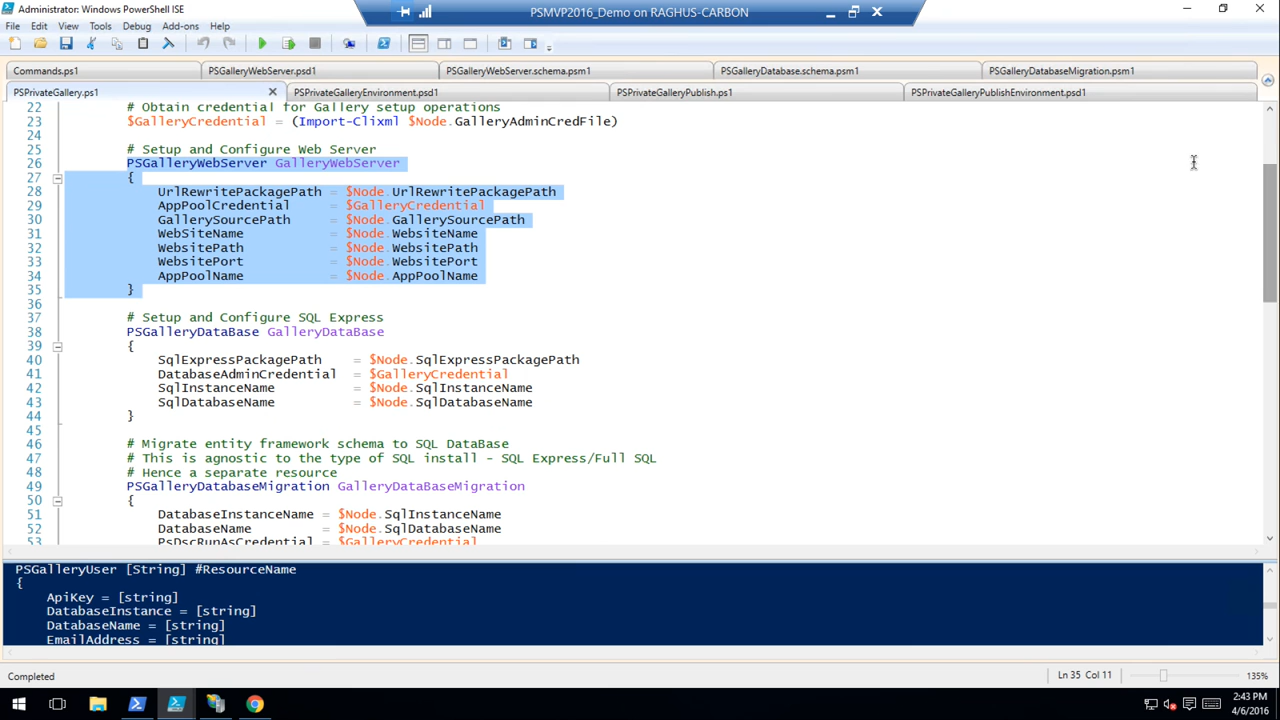 Administrator: Windows PowerShell ISE
PSMVP2016_Demo on RAGHUS-CARBON
File Edit View Tools Debug Add-ons Help
Commands.ps1 PSGalleryWebServer.psd1 PSGalleryWebServer.schema.psm1 PSGalleryDatabase.schema.psm1 PSGalleryDatabaseMigration.psm1
PSPrivateGallery.ps1 PSPrivateGalleryEnvironment.psd1 PSPrivateGalleryPublish.ps1 PSPrivateGalleryPublishEnvironment.psd1
22 # Obtain credential for Gallery setup operations
23 $GalleryCredential = (Import-Clixml $Node.GalleryAdminCredFile)
24
25 # Setup and Configure Web Server
26 PSGalleryWebServer GalleryWebServer
27 {
28 UrlRewritePackagePath = $Node.UrlRewritePackagePath
29 AppPoolCredential = $GalleryCredential
30 GallerySourcePath = $Node.GallerySourcePath
31 WebSiteName = $Node.WebsiteName
32 WebsitePath = $Node.WebsitePath
33 WebsitePort = $Node.WebsitePort
34 AppPoolName = $Node.AppPoolName
35 }
36
37 # Setup and Configure SQL Express
38 PSGalleryDataBase GalleryDataBase
39 {
40 SqlExpressPackagePath = $Node.SqlExpressPackagePath
41 DatabaseAdminCredential = $GalleryCredential
42 SqlInstanceName = $Node.SqlInstanceName
43 SqlDatabaseName = $Node.SqlDatabaseName
44 }
45
46 # Migrate entity framework schema to SQL DataBase
47 # This is agnostic to the type of SQL install - SQL Express/Full SQL
48 # Hence a separate resource
49 PSGalleryDatabaseMigration GalleryDataBaseMigration
50 {
51 DatabaseInstanceName = $Node.SqlInstanceName
52 DatabaseName = $Node.SqlDatabaseName
53 PsDscRunAsCredential = $GalleryCredential
PSGalleryUser [String] #ResourceName
{
ApiKey = [string]
DatabaseInstance = [string]
DatabaseName = [string]
EmailAddress = [string]
Completed
Ln 35 Col 11
135%
2:43 PM
4/6/2016